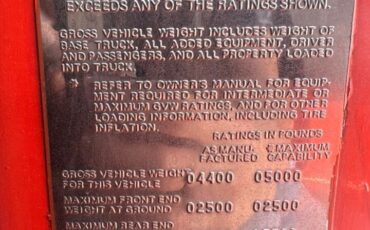 EXCEEDS ANY OF THE RATINGS SHOWN.
GROSS VEHICLE WEIGHT INCLUDES WEIGHT OF
BASE TRUCK, ALL ADDED EQUIPMENT, DRIVER
AND PASSENGERS, AND ALL PROPERTY LOADED
INTO TRUCK.
* REFER TO OWNER'S MANUAL FOR EQUIP-
MENT REQUIRED FOR INTERMEDIATE OR
MAXIMUM GVW RATINGS, AND FOR OTHER
LOADING INFORMATION, INCLUDING TIRE
INFLATION.
RATINGS IN POUNDS
AS MANU- * MAXIMUM
FACTURED CAPABILITY
GROSS VEHICLE WEIGHT
FOR THIS VEHICLE 04400 05000
MAXIMUM FRONT END
WEIGHT AT GROUND 02500 02500
MAXIMUM REAR END